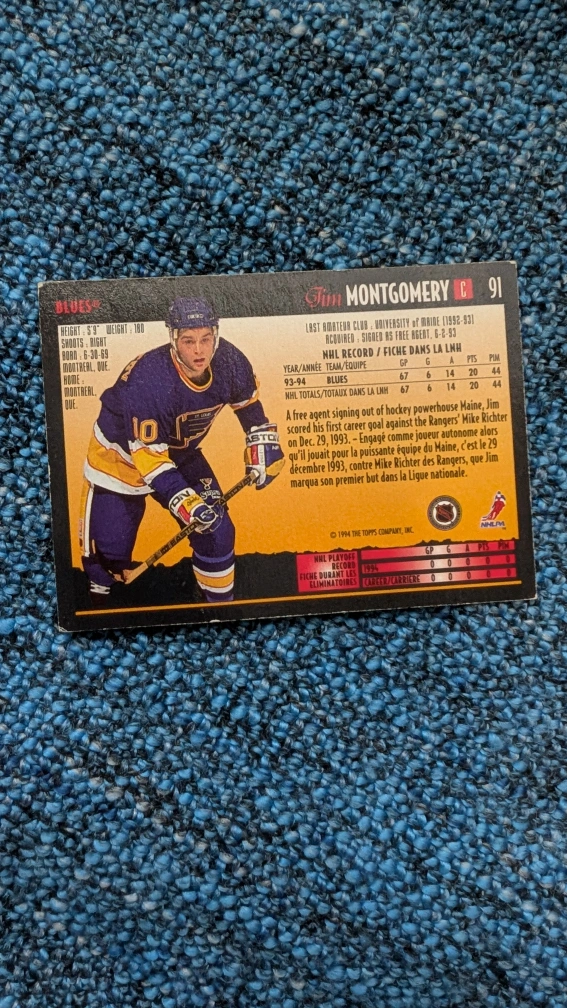 BLUES
Jim MONTGOMERY C 91
HEIGHT : 5'9" WEIGHT : 180
SHOOTS : RIGHT
BORN : 6-30-69
MONTREAL, QUE.
HOME :
MONTREAL,
QUE.
LAST AMATEUR CLUB : UNIVERSITY of MAINE (1992-93)
ACQUIRED : SIGNED AS FREE AGENT, 6-2-93
NHL RECORD / FICHE DANS LA LNH
YEAR/ANNÉE TEAM/ÉQUIPE GP G A PTS PIM
93-94 BLUES 67 6 14 20 44
NHL TOTALS/TOTAUX DANS LA LNH 67 6 14 20 44
A free agent signing out of hockey powerhouse Maine, Jim
scored his first career goal against the Rangers' Mike Richter
on Dec. 29, 1993. – Engagé comme joueur autonome alors
qu'il jouait pour la puissante équipe du Maine, c'est le 29
décembre 1993, contre Mike Richter des Rangers, que Jim
marqua son premier but dans la Ligue nationale.
10
EASTON
NHLPA
© 1994 THE TOPPS COMPANY, INC.
NHL PLAYOFF
RECORD
FICHE DURANT LES
ÉLIMINATOIRES
GP G A PTS PIM
1994 0 0 0 0 0
CAREER/CARRIÈRE 0 0 0 0 0